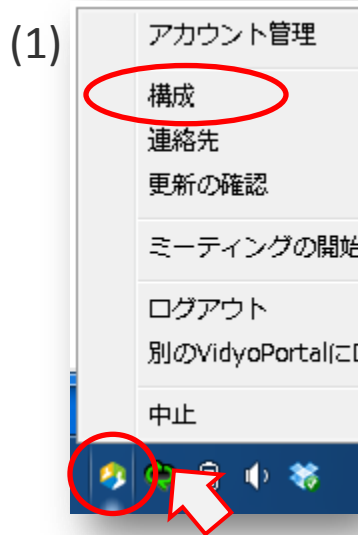 (1)
アカウント管理
構成
連絡先
更新の確認
ミーティングの開始
ログアウト
別のVidyoPortalに
中止